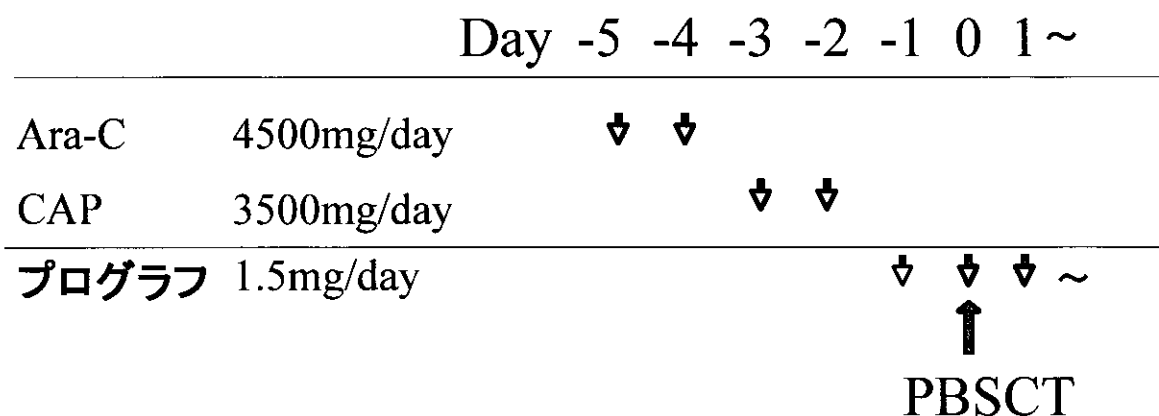 Day -5 -4 -3 -2 -1 0 1~
Ara-C 4500mg/day
CAP 3500mg/day
プログラフ 1.5mg/day ~
PBSCT